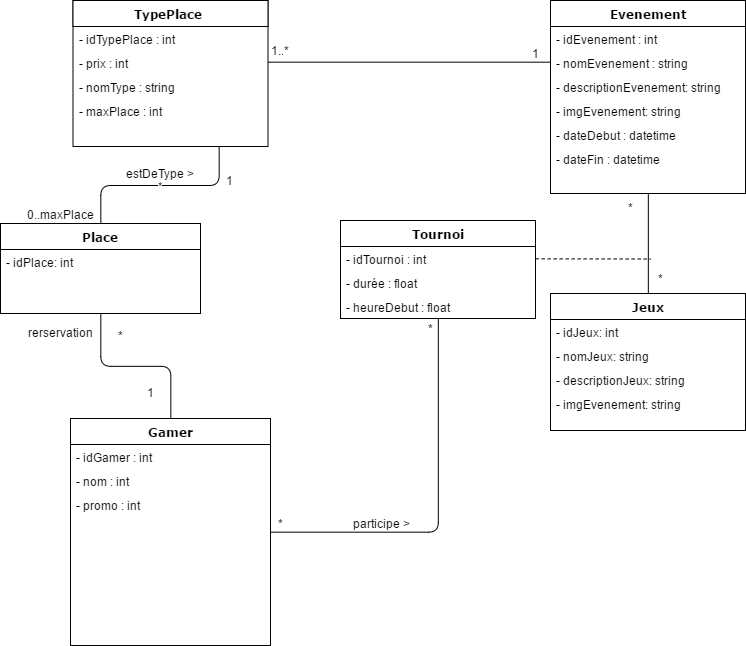 TypePlace
- idTypePlace : int
- prix : int
- nomType : string
- maxPlace : int
1..*
1
Evenement
- idEvenement : int
- nomEvenement : string
- descriptionEvenement: string
- imgEvenement: string
- dateDebut : datetime
- dateFin : datetime
estDeType >
*
1
0..maxPlace
Place
- idPlace: int
*
*
Tournoi
- idTournoi : int
- durée : float
- heureDebut : float
*
Jeux
- idJeux: int
- nomJeux: string
- descriptionJeux: string
- imgEvenement: string
rerservation
*
1
Gamer
- idGamer : int
- nom : int
- promo : int
*
participe >